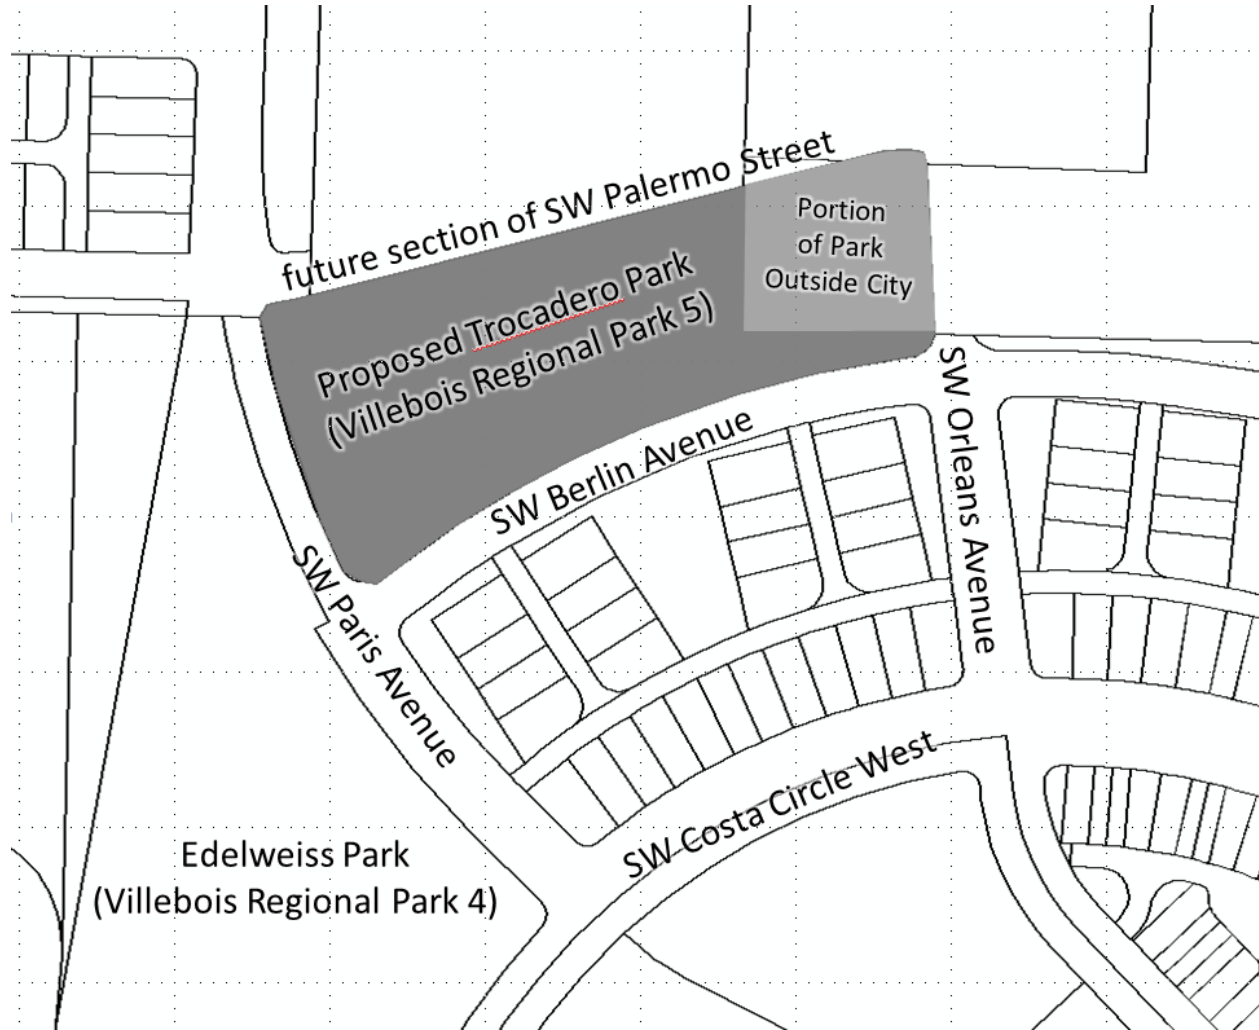 future section of SW Palermo Street
Portion
of Park
Outside City
Proposed Trocadero Park
(Villebois Regional Park 5)
SW Berlin Avenue
SW Orleans Avenue
SW Paris Avenue
SW Costa Circle West
Edelweiss Park
(Villebois Regional Park 4)